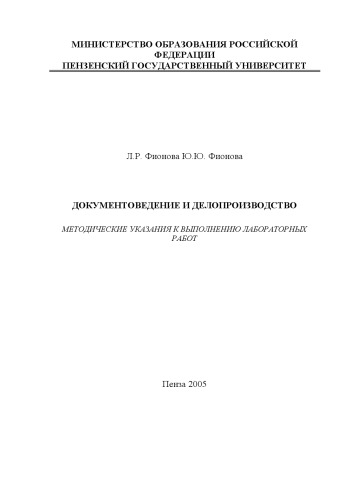 МИНИСТЕРСТВО ОБРАЗОВАНИЯ РОССИЙСКОЙ
ФЕДЕРАЦИИ
ПЕНЗЕНСКИЙ ГОСУДАРСТВЕННЫЙ УНИВЕРСИТЕТ
Л.Р. Фионова Ю.Ю. Фионова
ДОКУМЕНТОВЕДЕНИЕ И ДЕЛОПРОИЗВОДСТВО
МЕТОДИЧЕСКИЕ УКАЗАНИЯ К ВЫПОЛНЕНИЮ ЛАБОРАТОРНЫХ
РАБОТ
Пенза 2005